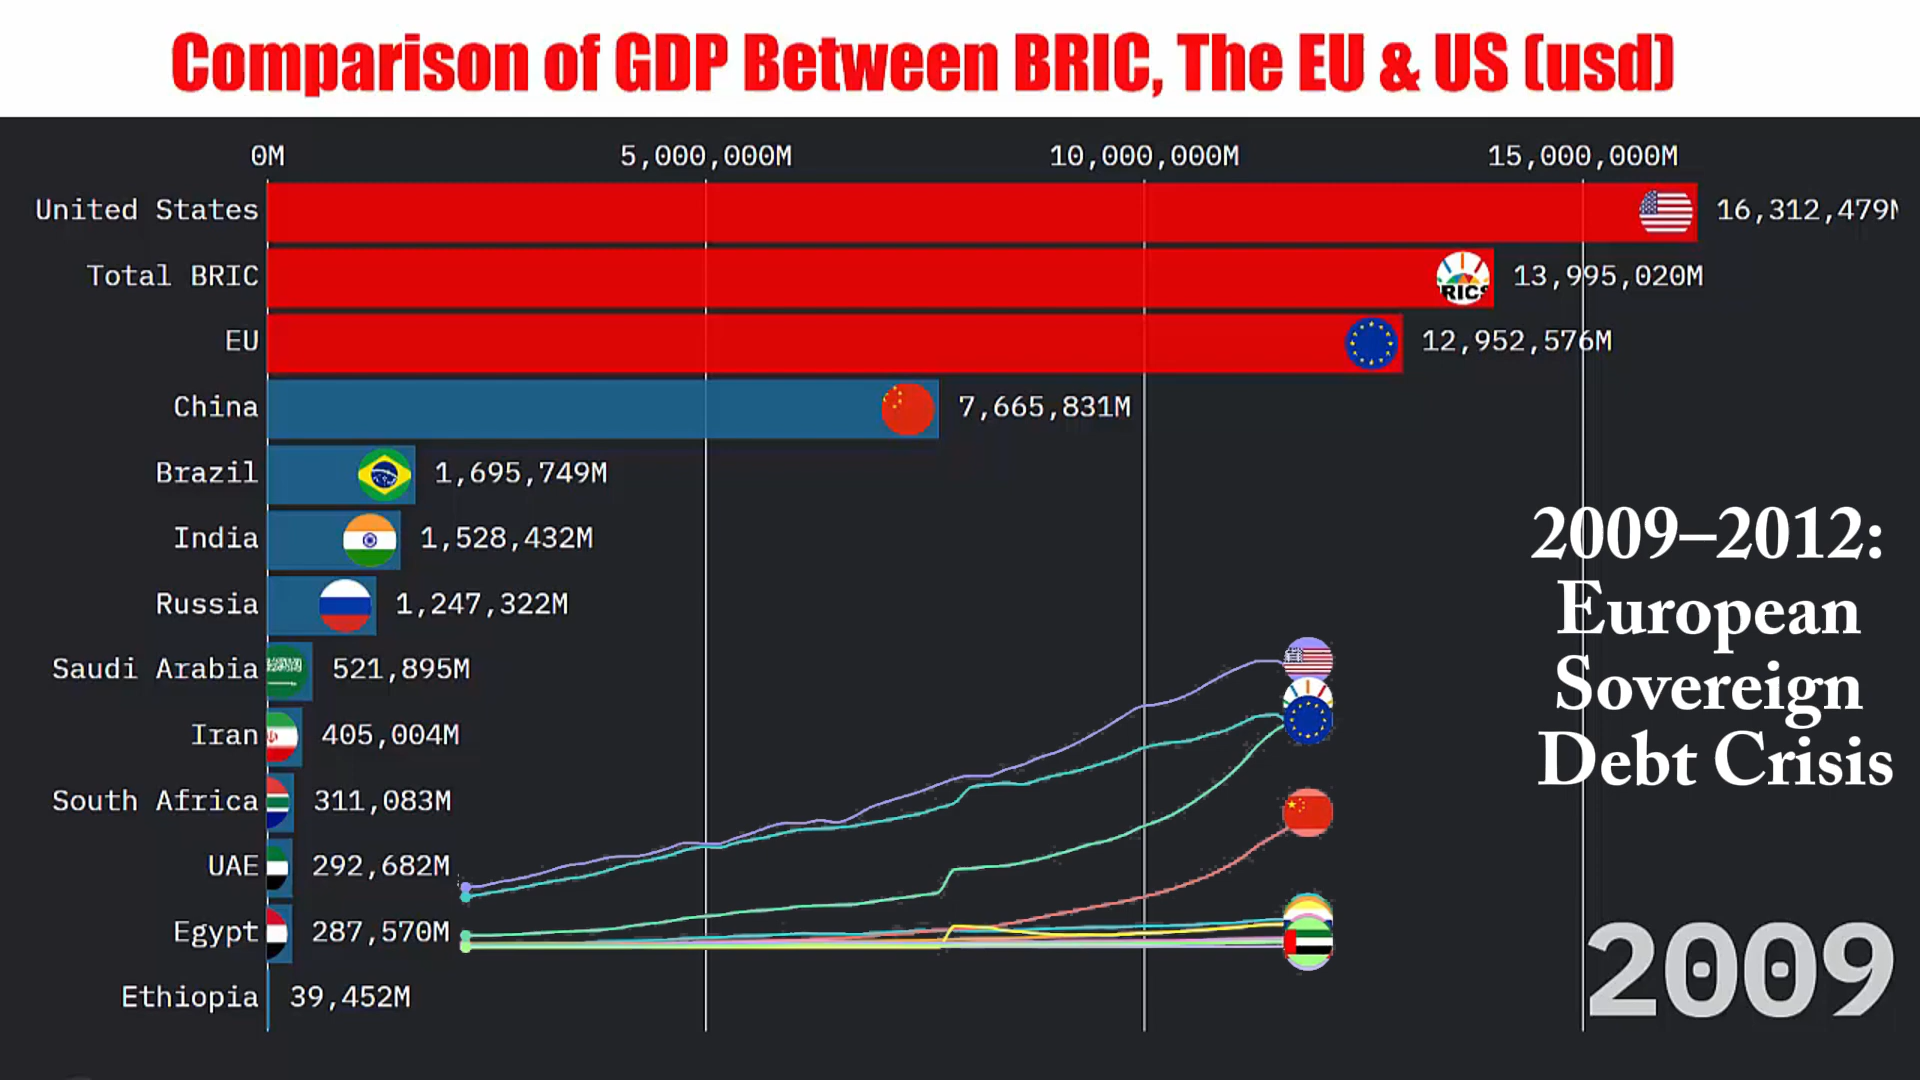 Comparison of GDP Between BRIC, The EU & US (usd)
0M 5,000,000M 10,000,000M 15,000,000M
United States 16,312,479M
Total BRIC RICS 13,995,020M
EU 12,952,576M
China 7,665,831M
Brazil 1,695,749M
India 1,528,432M
Russia 1,247,322M
Saudi Arabia 521,895M
Iran 405,004M
South Africa 311,083M
UAE 292,682M
Egypt 287,570M
Ethiopia 39,452M
2009–2012:
European
Sovereign
Debt Crisis
2009